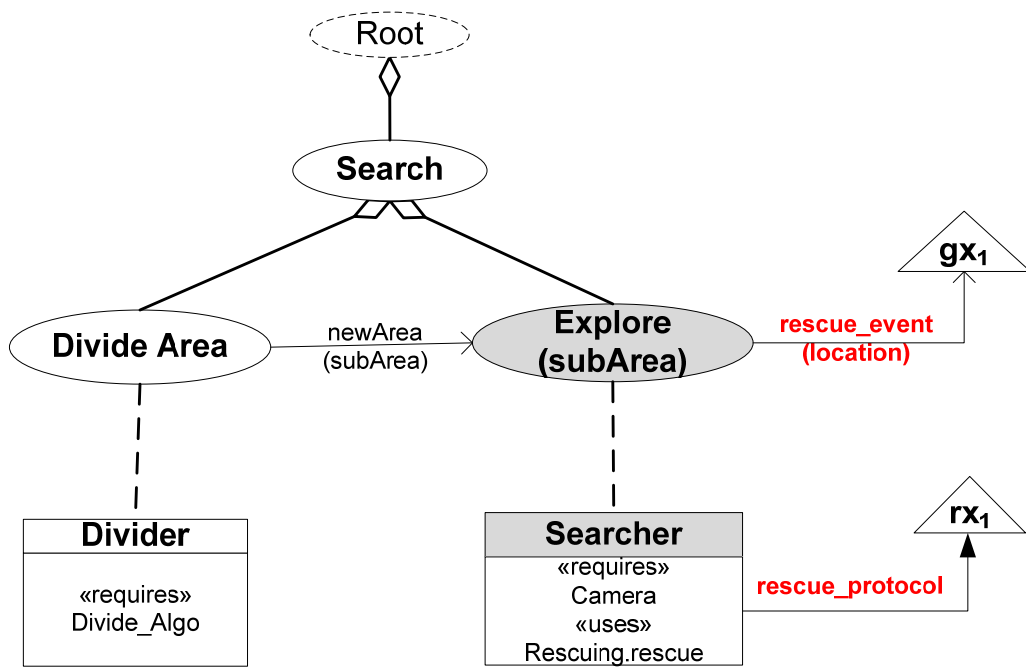 Root
Search
gx₁
Divide Area
newArea
(subArea)
Explore
(subArea)
rescue_event
(location)
Divider
«requires»
Divide_Algo
Searcher
«requires»
Camera
«uses»
Rescuing.rescue
rescue_protocol
rx₁